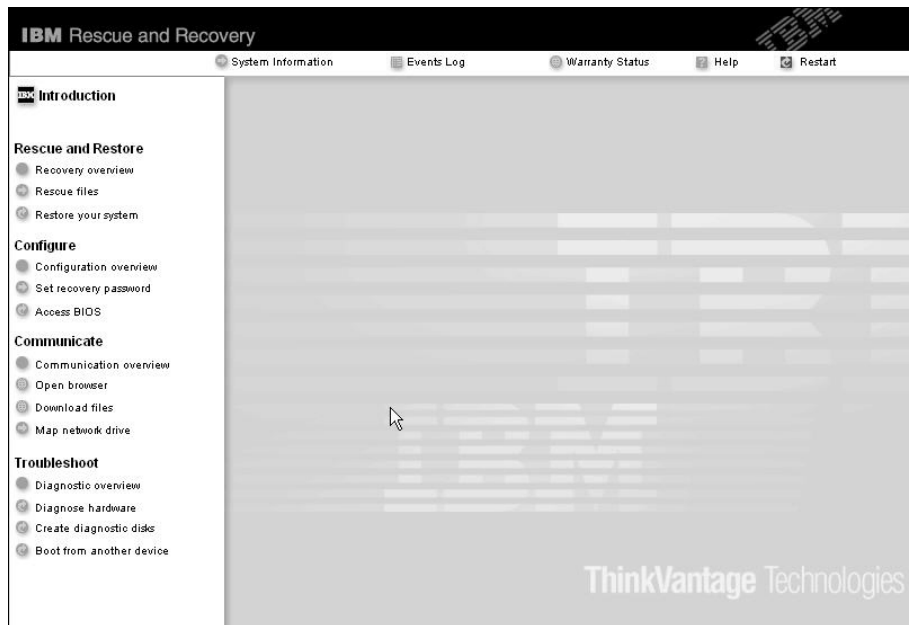 IBM Rescue and Recovery
IBM
System Information Events Log Warranty Status Help Restart
Introduction
Rescue and Restore
Recovery overview
Rescue files
Restore your system
Configure
Configuration overview
Set recovery password
Access BIOS
Communicate
Communication overview
Open browser
Download files
Map network drive
Troubleshoot
Diagnostic overview
Diagnose hardware
Create diagnostic disks
Boot from another device
IBM
ThinkVantage Technologies